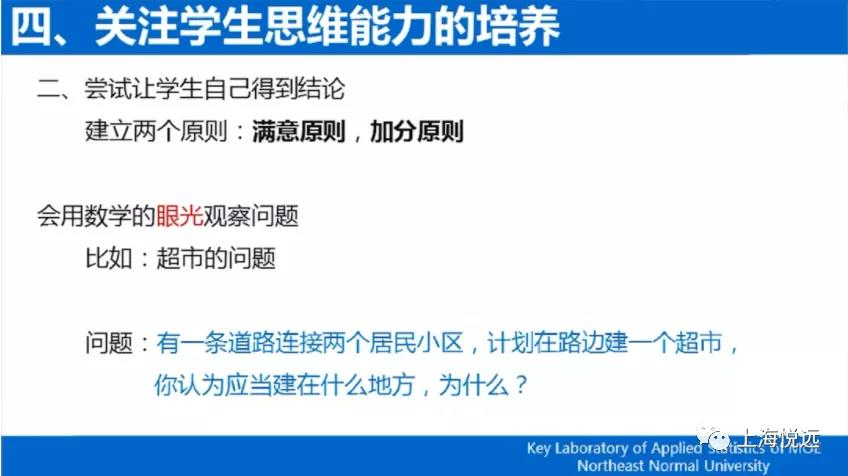 四、关注学生思维能力的培养
二、尝试让学生自己得到结论
建立两个原则：满意原则，加分原则
会用数学的眼光观察问题
比如：超市的问题
问题：有一条道路连接两个居民小区，计划在路边建一个超市，
你认为应当建在什么地方，为什么？
上海悦远
Key Laboratory of Applied Statistics of MOE
Northeast Normal University